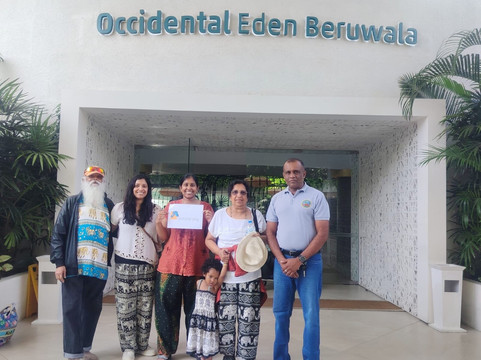 Occidental Eden Beruwala